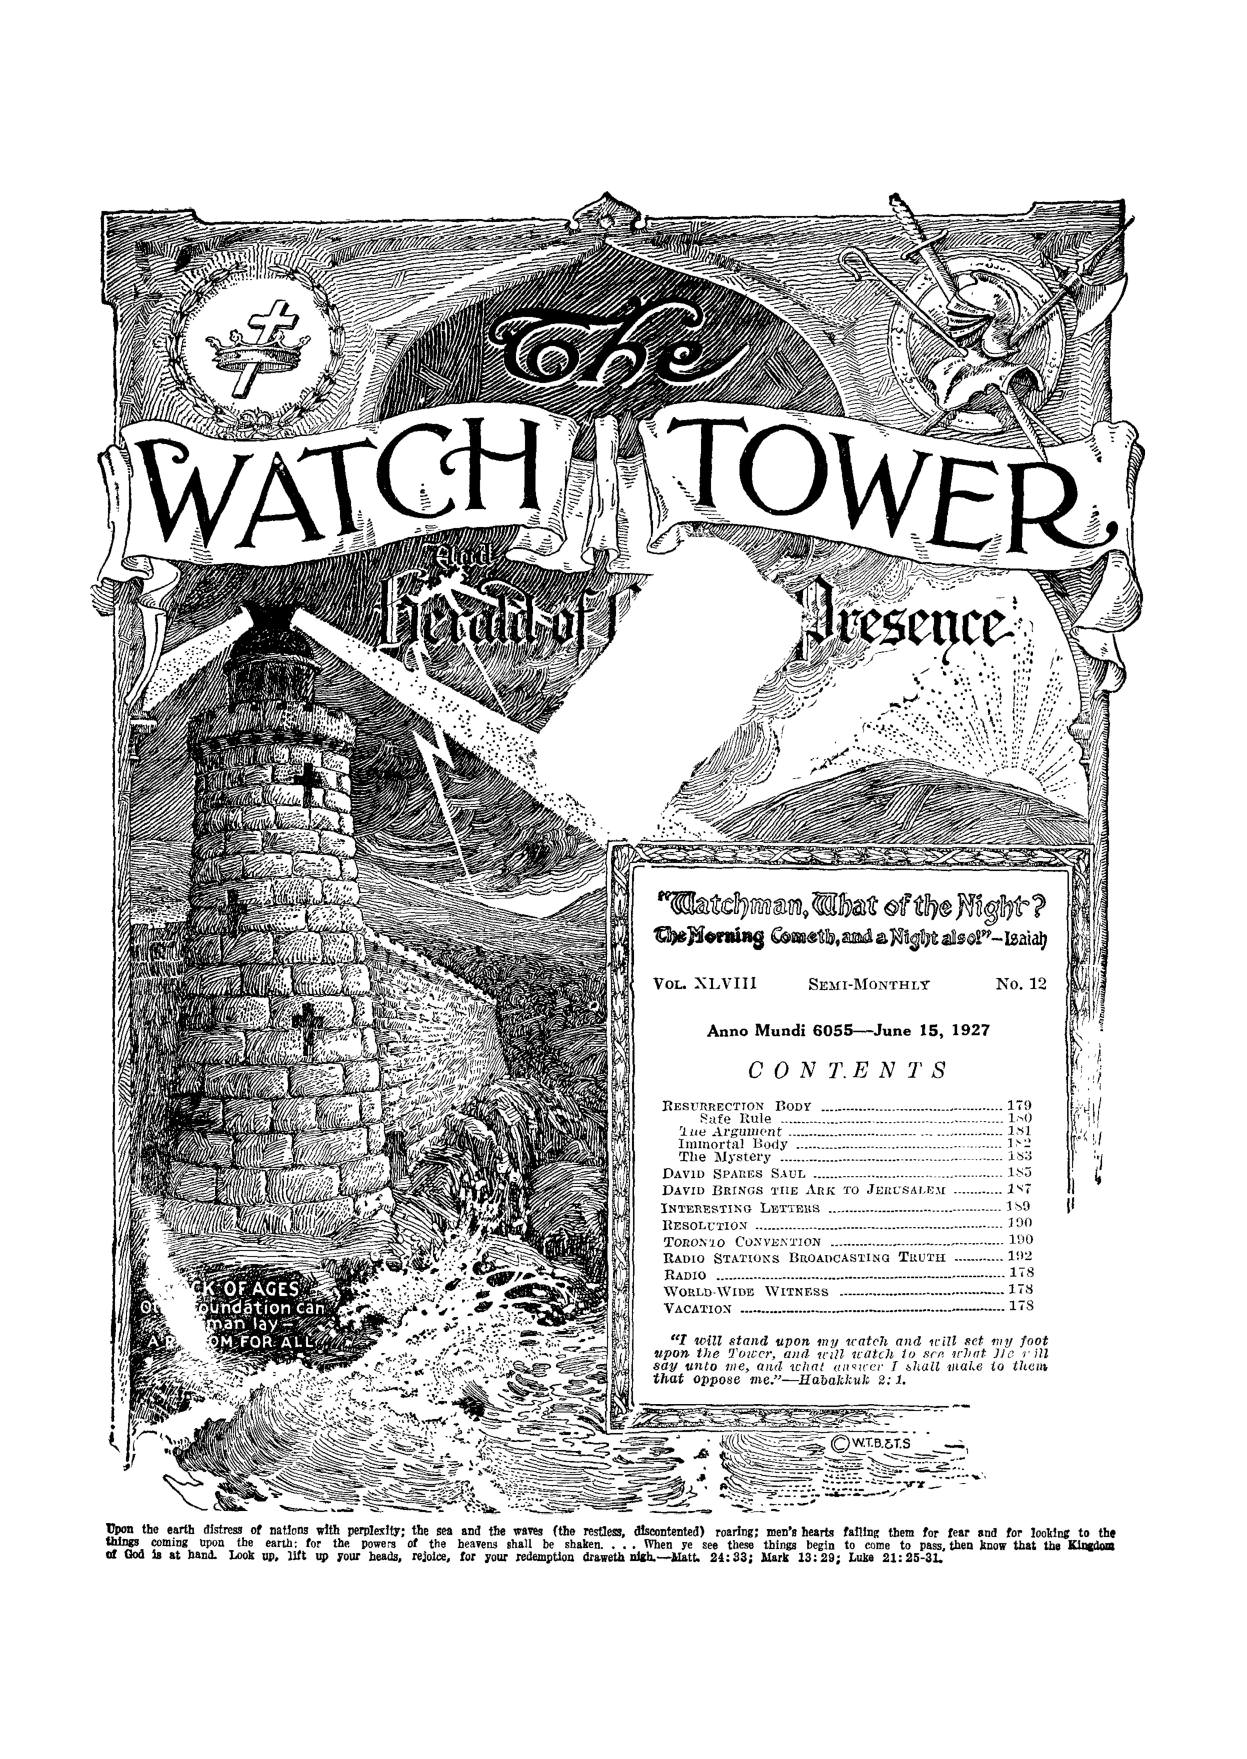 The
WATCH TOWER
And
Herald of Presence
"Watchman, What of the Night?
The Morning Cometh, and a Night also!"—Isaiah
VOL. XLVIII SEMI-MONTHLY No. 12
Anno Mundi 6055—June 15, 1927
CONTENTS
RESURRECTION BODY 179
Safe Rule 180
The Argument 181
Immortal Body 182
The Mystery 183
DAVID SPARES SAUL 185
DAVID BRINGS THE ARK TO JERUSALEM 187
INTERESTING LETTERS 189
RESOLUTION 190
TORONTO CONVENTION 190
RADIO STATIONS BROADCASTING TRUTH 192
RADIO 178
WORLD-WIDE WITNESS 178
VACATION 178
"I will stand upon my watch and will set my foot
upon the Tower, and will watch to see what He will
say unto me, and what answer I shall make to them
that oppose me."—Habakkuk 2:1.
CK OF AGES
oundation can
man lay—
OM FOR ALL
©W.T.B.&T.S
Upon the earth distress of nations with perplexity; the sea and the waves (the restless, discontented) roaring; men's hearts failing them for fear and for looking to the
things coming upon the earth: for the powers of the heavens shall be shaken. . . . When ye see these things begin to come to pass, then know that the Kingdom
of God is at hand. Look up, lift up your heads, rejoice, for your redemption draweth nigh.—Matt. 24:33; Mark 13:29; Luke 21:25-31.